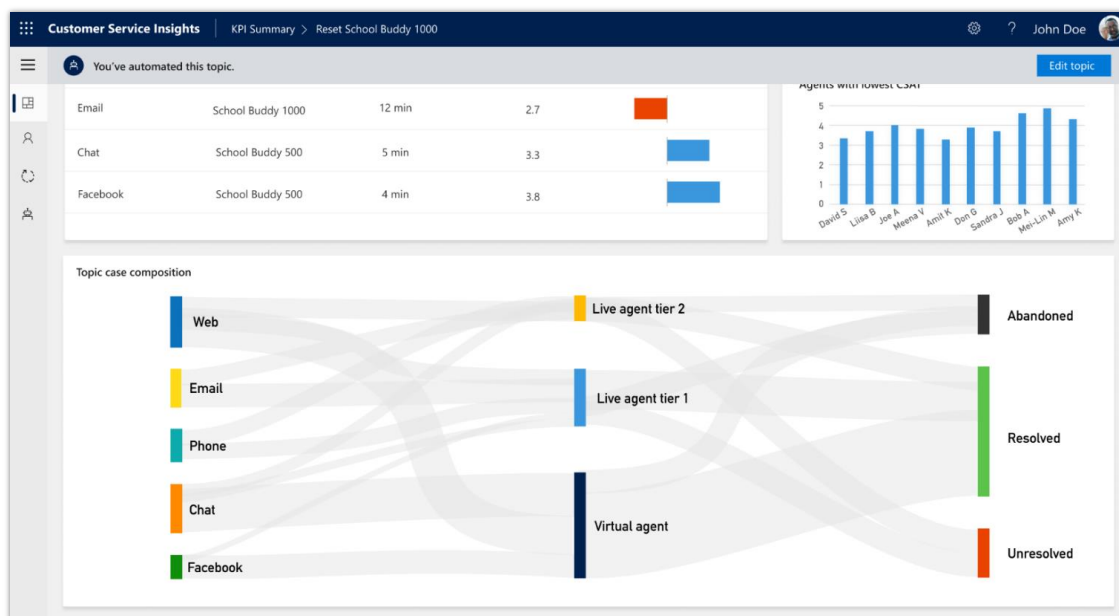 Customer Service Insights KPI Summary > Reset School Buddy 1000 ? John Doe
You've automated this topic. Edit topic
Agents with lowest CSAT
Email School Buddy 1000 12 min 2.7
Chat School Buddy 500 5 min 3.3
Facebook School Buddy 500 4 min 3.8
5
4
3
2
1
0
David S Liisa B Joe A Meena V Amit K Don G Sandra J Bob A Mei-Lin M Amy K
Topic case composition
Web Live agent tier 2 Abandoned
Email Live agent tier 1
Phone Resolved
Chat Virtual agent
Facebook Unresolved